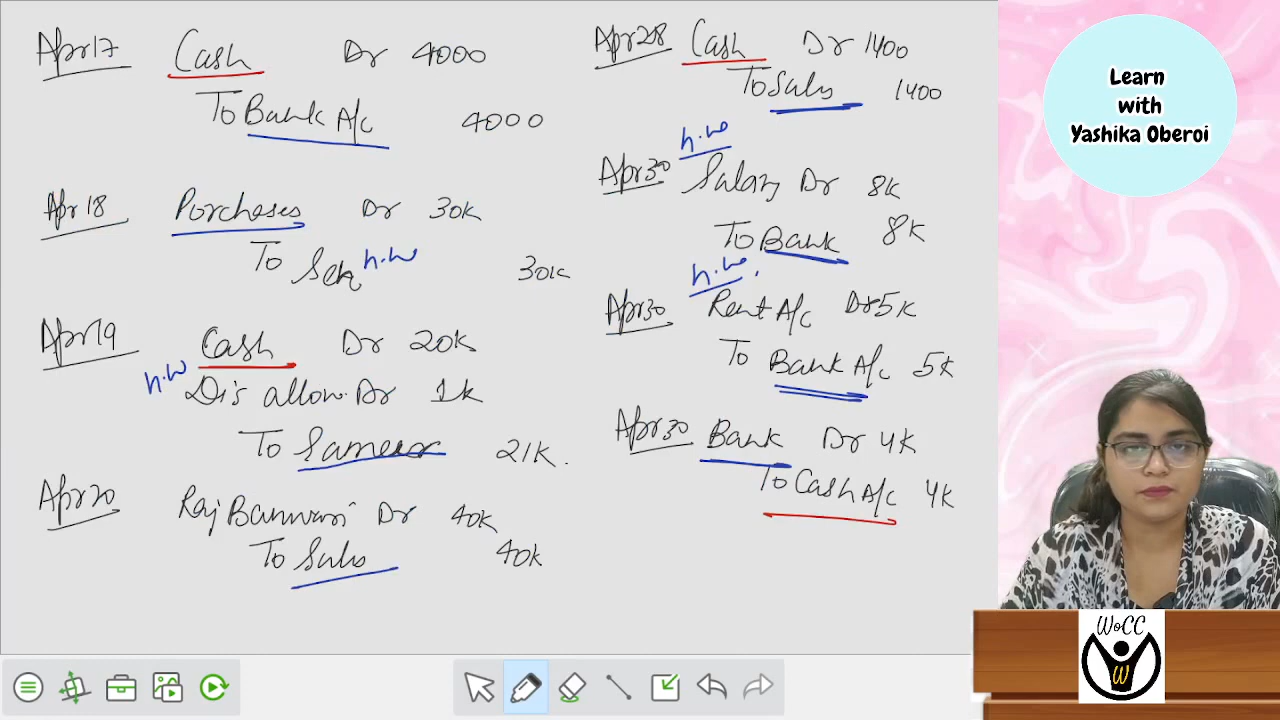 Apr17 Cash Dr 4000
To Bank A/c 4000
Apr 18 Porcheses Dr 30k
To h.w 30k
Apr19 Cash Dr 20k
h.w Dis allow. Dr 1k
To Sameer 21k.
Apr20 Raj Banwari Dr 40k
To Sales 40k
Apr28 Cash Dr 1400
To Sales 1400
h.w
Apr30 Salary Dr 8k
To Bank 8k
h.w.
Apr30 Rent A/c Dr 5k
To Bank A/c 5k
Apr30 Bank Dr 4k
To Cash A/c 4k
Learn
with
Yashika Oberoi
WoCC
W